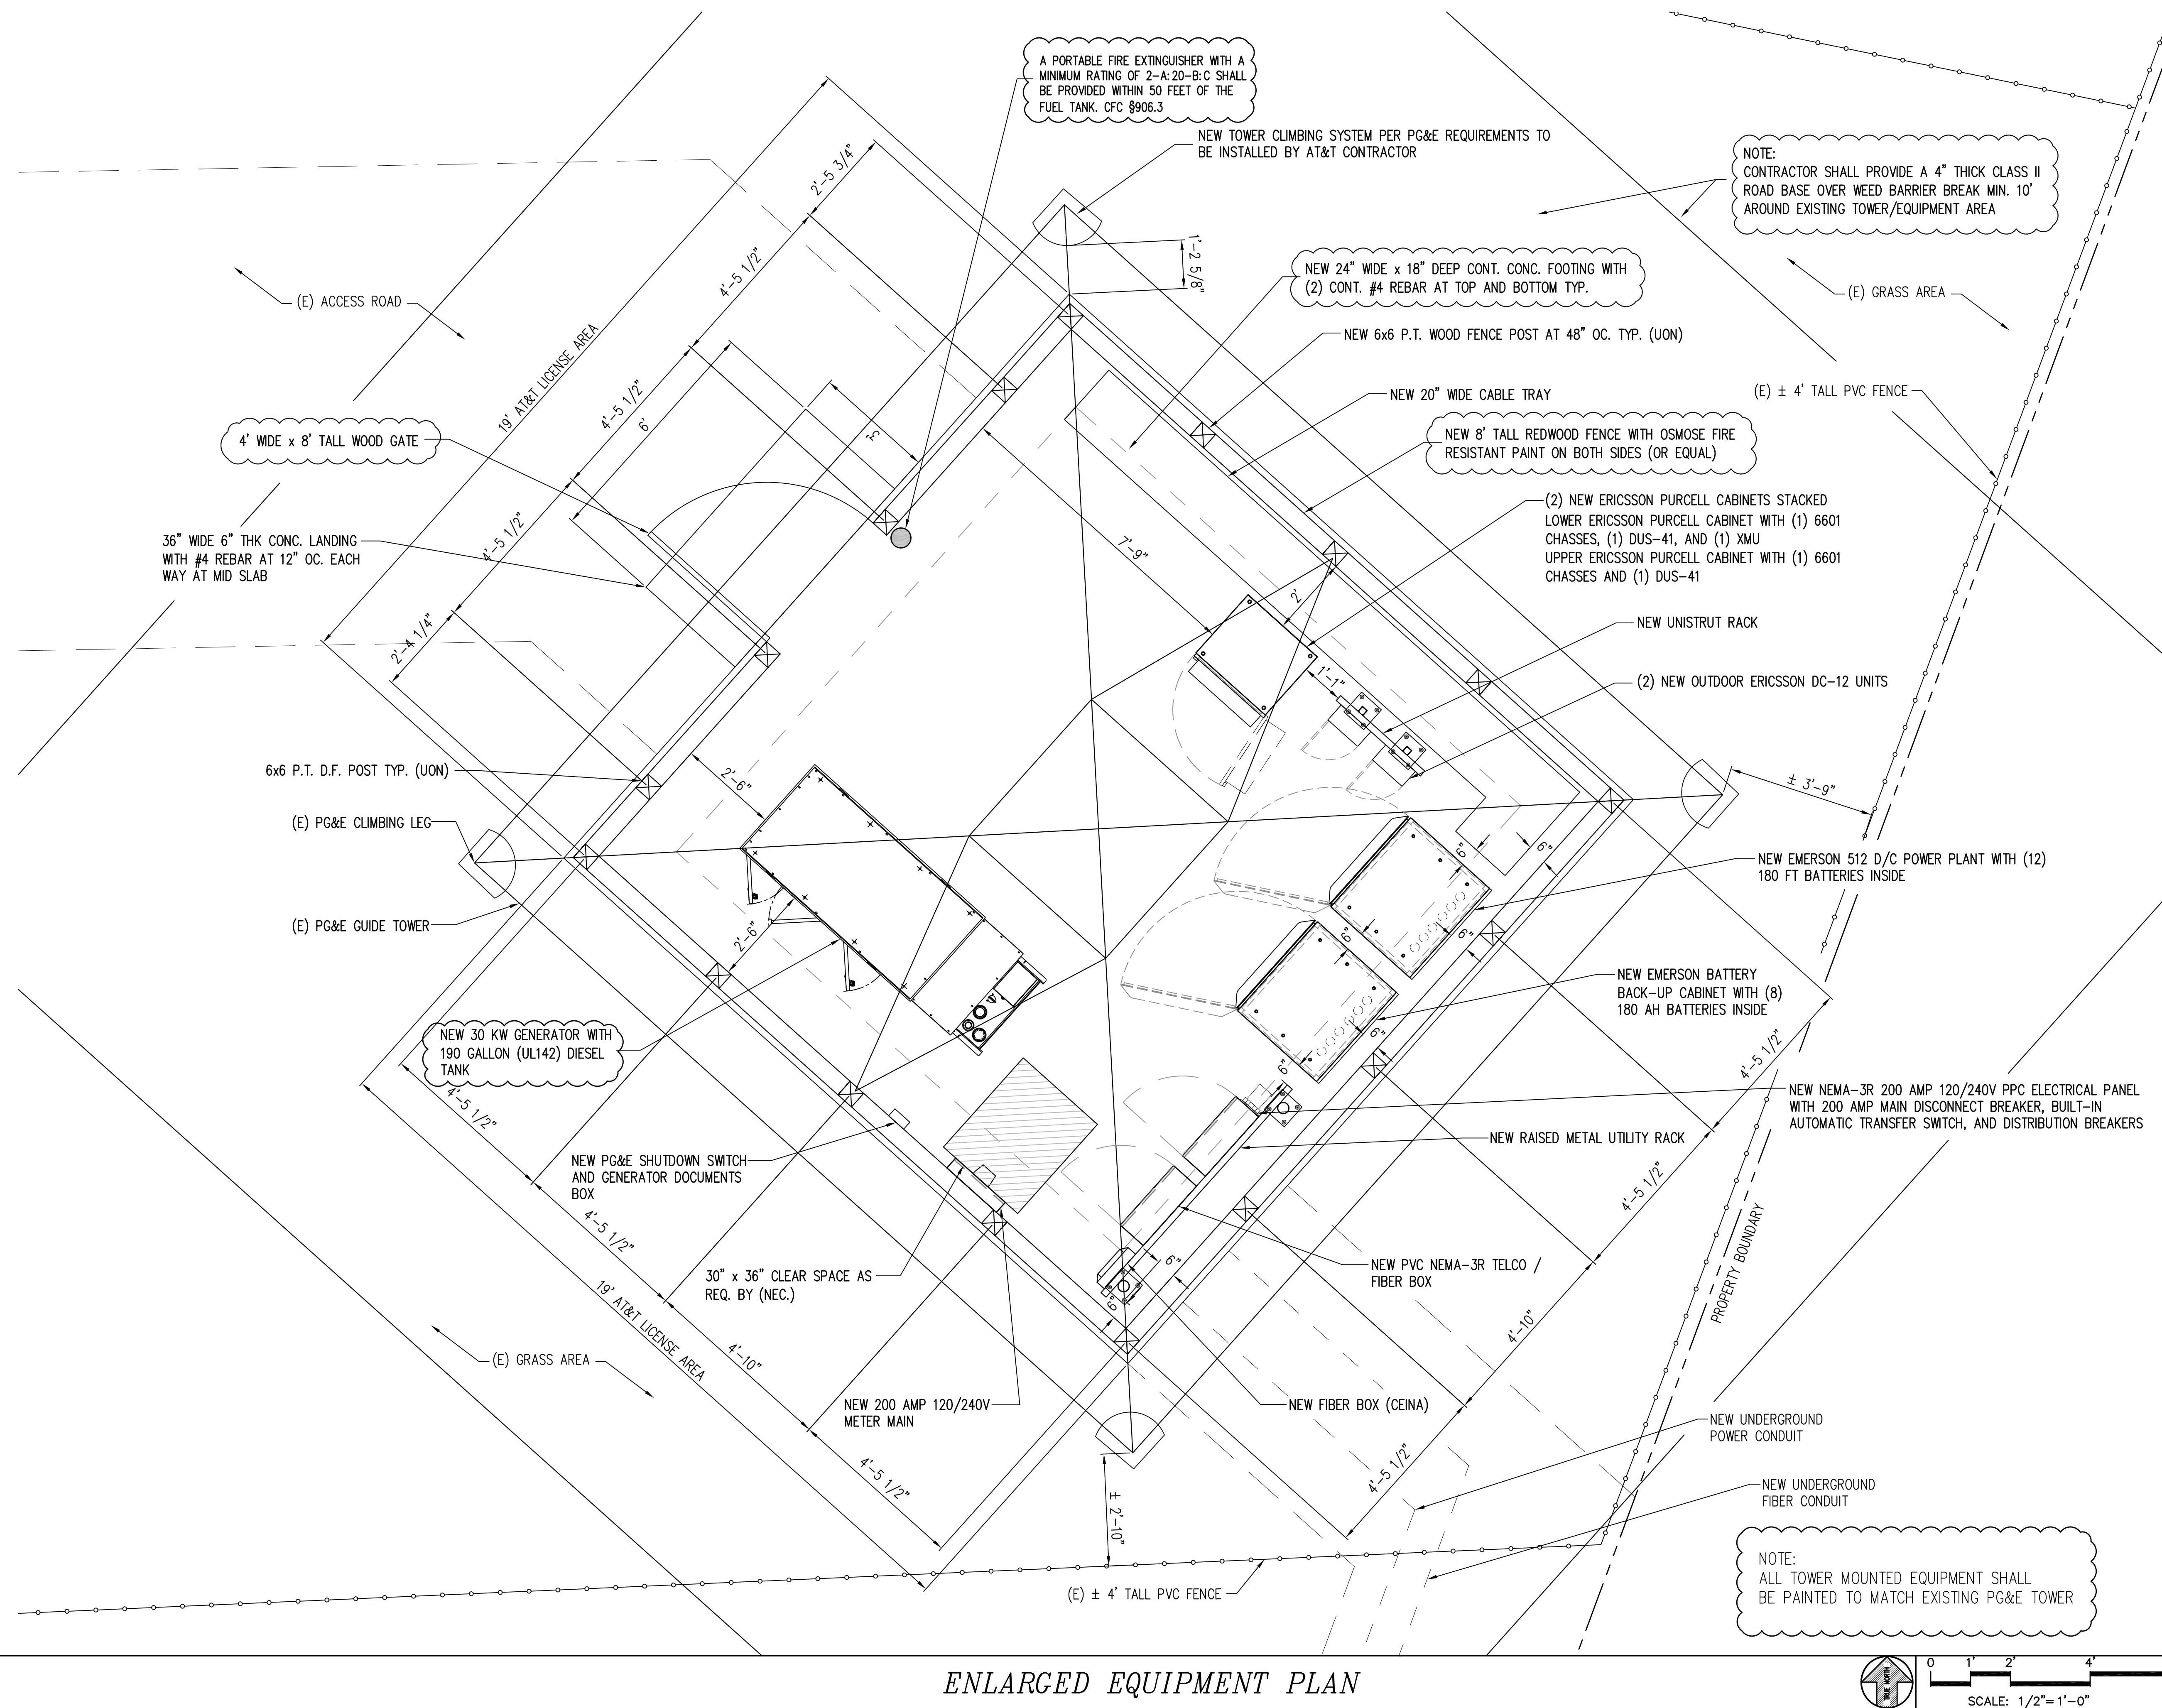 A PORTABLE FIRE EXTINGUISHER WITH A
MINIMUM RATING OF 2-A:20-B:C SHALL
BE PROVIDED WITHIN 50 FEET OF THE
FUEL TANK. CFC §906.3
NEW TOWER CLIMBING SYSTEM PER PG&E REQUIREMENTS TO
BE INSTALLED BY AT&T CONTRACTOR
NOTE:
CONTRACTOR SHALL PROVIDE A 4" THICK CLASS II
ROAD BASE OVER WEED BARRIER BREAK MIN. 10'
AROUND EXISTING TOWER/EQUIPMENT AREA
2'-5 3/4"
4'-5 1/2"
1'-2 5/8"
NEW 24" WIDE x 18" DEEP CONT. CONC. FOOTING WITH
(2) CONT. #4 REBAR AT TOP AND BOTTOM TYP.
(E) ACCESS ROAD
(E) GRASS AREA
NEW 6x6 P.T. WOOD FENCE POST AT 48" OC. TYP. (UON)
19' AT&T LICENSE AREA
4'-5 1/2"
6'
3'
NEW 20" WIDE CABLE TRAY
(E) ± 4' TALL PVC FENCE
4' WIDE x 8' TALL WOOD GATE
NEW 8' TALL REDWOOD FENCE WITH OSMOSE FIRE
RESISTANT PAINT ON BOTH SIDES (OR EQUAL)
(2) NEW ERICSSON PURCELL CABINETS STACKED
LOWER ERICSSON PURCELL CABINET WITH (1) 6601
CHASSES, (1) DUS-41, AND (1) XMU
UPPER ERICSSON PURCELL CABINET WITH (1) 6601
CHASSES AND (1) DUS-41
36" WIDE 6" THK CONC. LANDING
WITH #4 REBAR AT 12" OC. EACH
WAY AT MID SLAB
4'-5 1/2"
7'-9"
2'
2'-4 1/4"
NEW UNISTRUT RACK
1'-1"
(2) NEW OUTDOOR ERICSSON DC-12 UNITS
6x6 P.T. D.F. POST TYP. (UON)
2'-6"
± 3'-9"
(E) PG&E CLIMBING LEG
6"
6"
NEW EMERSON 512 D/C POWER PLANT WITH (12)
180 FT BATTERIES INSIDE
(E) PG&E GUIDE TOWER
2'-6"
6"
6"
NEW EMERSON BATTERY
BACK-UP CABINET WITH (8)
180 AH BATTERIES INSIDE
NEW 30 KW GENERATOR WITH
190 GALLON (UL142) DIESEL
TANK
6"
6"
4'-5 1/2"
4'-5 1/2"
NEW NEMA-3R 200 AMP 120/240V PPC ELECTRICAL PANEL
WITH 200 AMP MAIN DISCONNECT BREAKER, BUILT-IN
AUTOMATIC TRANSFER SWITCH, AND DISTRIBUTION BREAKERS
NEW RAISED METAL UTILITY RACK
NEW PG&E SHUTDOWN SWITCH
AND GENERATOR DOCUMENTS
BOX
4'-5 1/2"
4'-5 1/2"
PROPERTY BOUNDARY
30" x 36" CLEAR SPACE AS
REQ. BY (NEC.)
6"
6"
NEW PVC NEMA-3R TELCO /
FIBER BOX
19' AT&T LICENSE AREA
4'-10"
4'-10"
(E) GRASS AREA
NEW 200 AMP 120/240V
METER MAIN
NEW FIBER BOX (CEINA)
NEW UNDERGROUND
POWER CONDUIT
4'-5 1/2"
4'-5 1/2"
NEW UNDERGROUND
FIBER CONDUIT
± 2'-10"
(E) ± 4' TALL PVC FENCE
NOTE:
ALL TOWER MOUNTED EQUIPMENT SHALL
BE PAINTED TO MATCH EXISTING PG&E TOWER
ENLARGED EQUIPMENT PLAN
TRUE NORTH
0 1' 2' 4'
SCALE: 1/2"=1'-0"